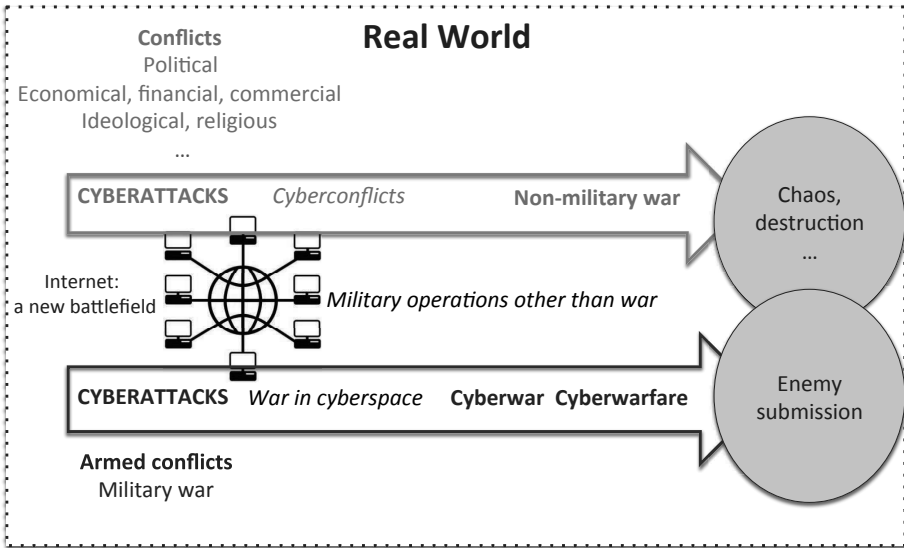 Real World
Conflicts
Political
Economical, financial, commercial
Ideological, religious
...
CYBERATTACKS Cyberconflicts Non-military war
Chaos,
destruction
...
Internet:
a new battlefield
Military operations other than war
CYBERATTACKS War in cyberspace Cyberwar Cyberwarfare
Enemy
submission
Armed conflicts
Military war